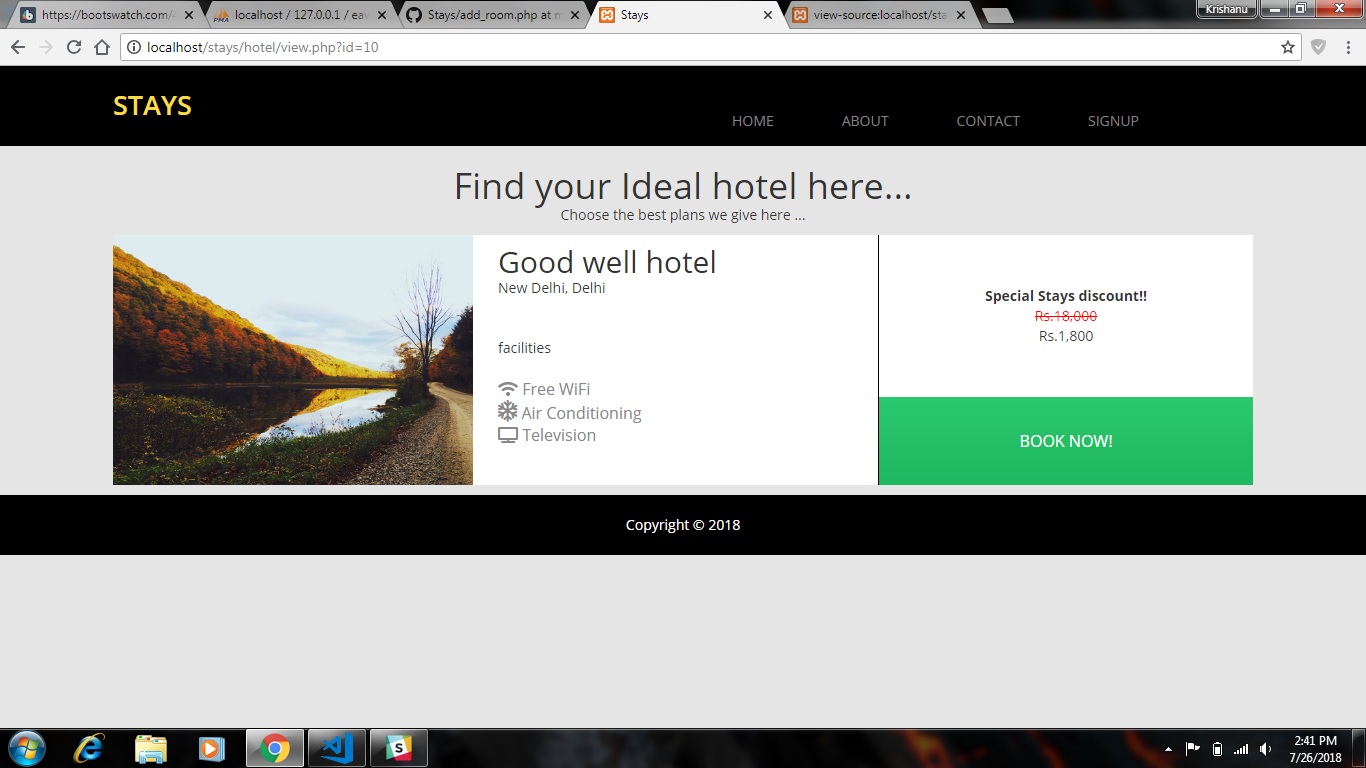 Krishanu
https://bootswatch.com/4
localhost / 127.0.0.1 / eav
Stays/add_room.php at m
Stays
view-source:localhost/sta
localhost/stays/hotel/view.php?id=10
STAYS
HOME ABOUT CONTACT SIGNUP
Find your Ideal hotel here...
Choose the best plans we give here ...
Good well hotel
New Delhi, Delhi
facilities
Free WiFi
Air Conditioning
Television
Special Stays discount!!
Rs.18,000
Rs.1,800
BOOK NOW!
Copyright © 2018
2:41 PM
7/26/2018